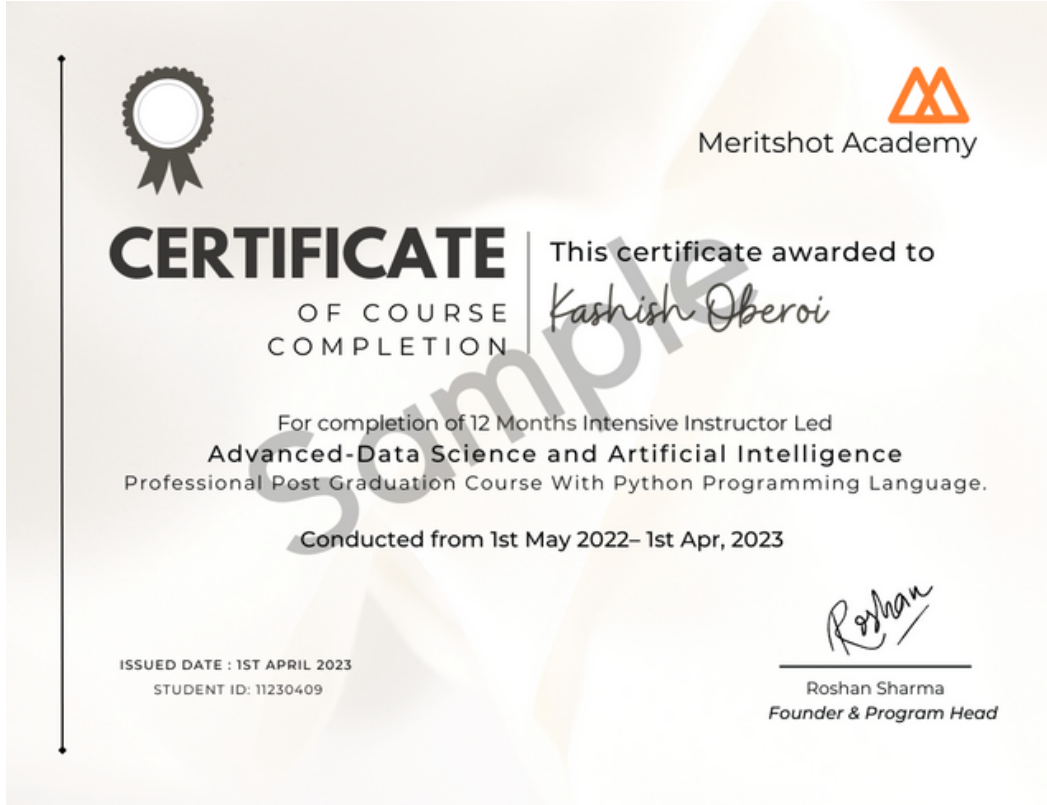 Meritshot Academy
CERTIFICATE
OF COURSE
COMPLETION
This certificate awarded to
Kashish Oberoi
Sample
For completion of 12 Months Intensive Instructor Led
Advanced-Data Science and Artificial Intelligence
Professional Post Graduation Course With Python Programming Language.
Conducted from 1st May 2022– 1st Apr, 2023
Roshan
ISSUED DATE : 1ST APRIL 2023
STUDENT ID: 11230409
Roshan Sharma
Founder & Program Head